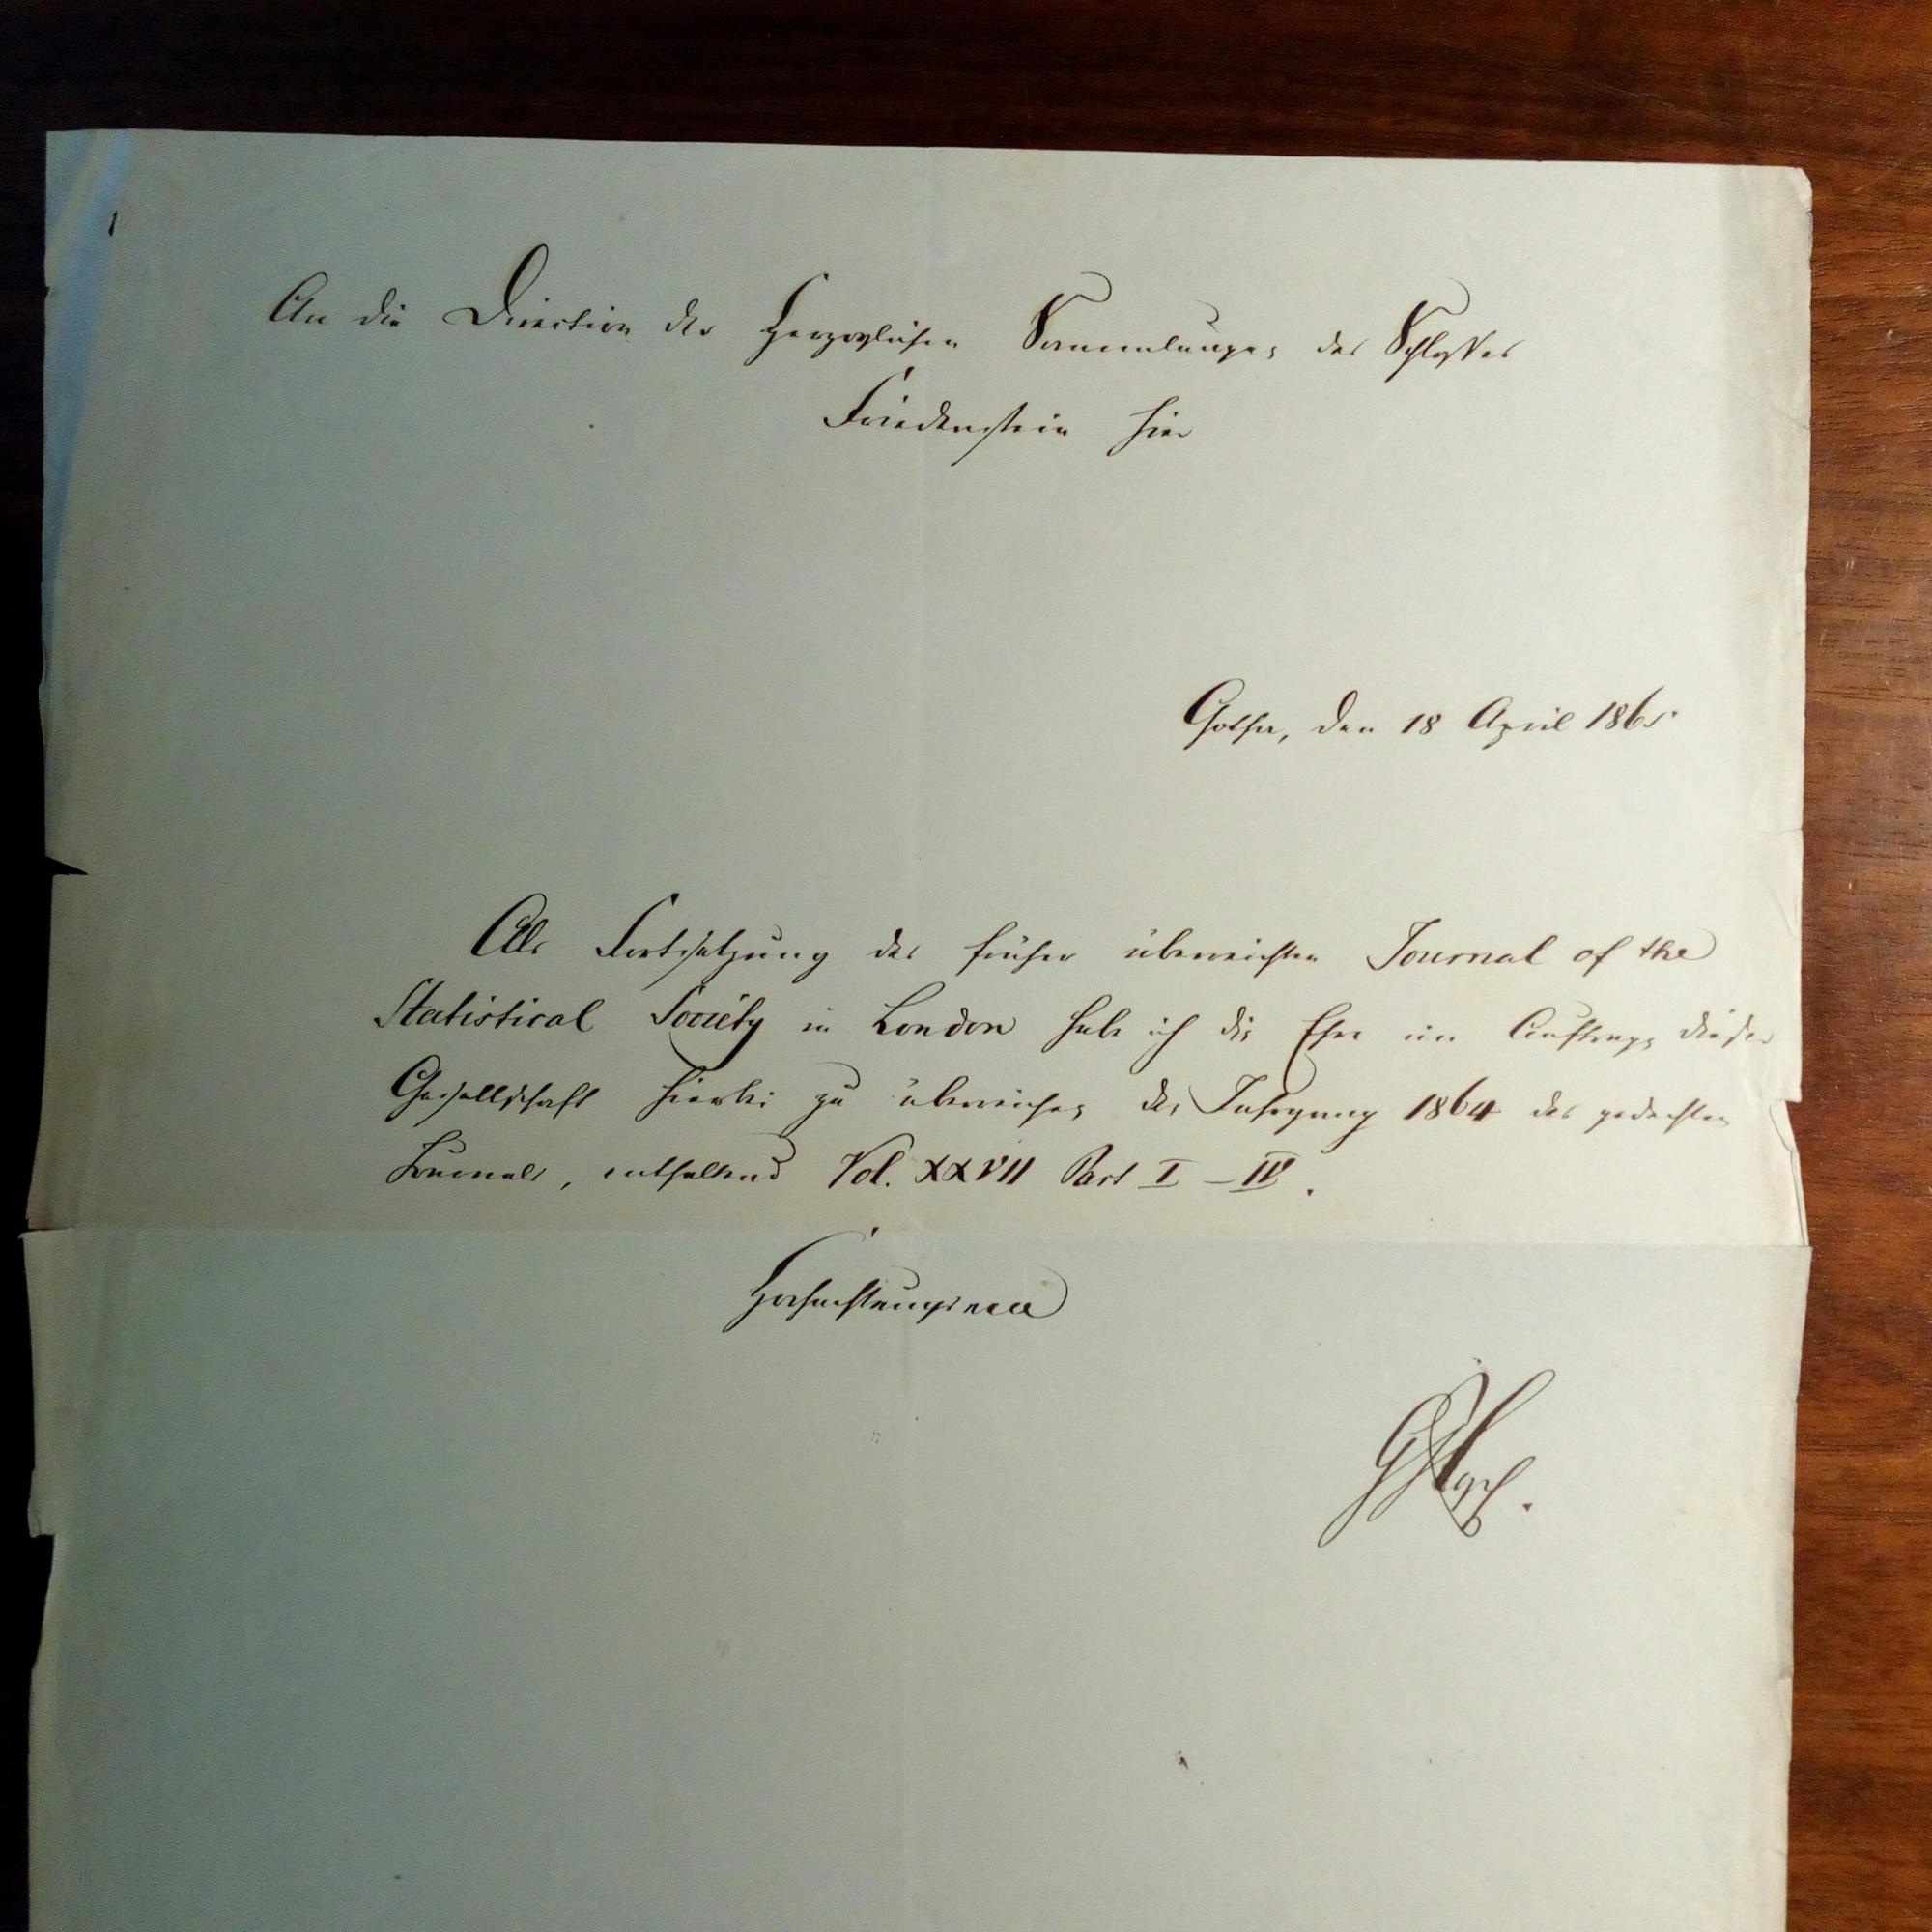 An die Direction der Herzoglichen Sammlungen des Schlosses
Friedenstein hier
Gotha, den 18 April 1865.
Als Fortsetzung des früher überreichten Journal of the
Statistical Society in London habe ich die Ehre im Auftrage dieser
Gesellschaft hierbei zu überreichen den Jahrgang 1864 des gedachten
Journals, enthaltend Vol. XXVII Part I – IV.
Hochachtungsvoll